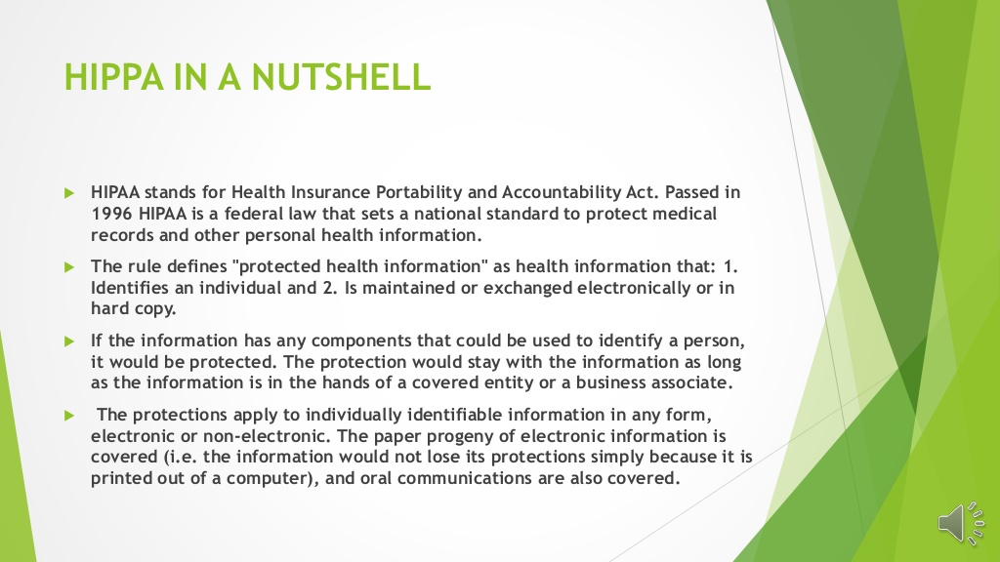 HIPPA IN A NUTSHELL
HIPAA stands for Health Insurance Portability and Accountability Act. Passed in
1996 HIPAA is a federal law that sets a national standard to protect medical
records and other personal health information.
The rule defines "protected health information" as health information that: 1.
Identifies an individual and 2. Is maintained or exchanged electronically or in
hard copy.
If the information has any components that could be used to identify a person,
it would be protected. The protection would stay with the information as long
as the information is in the hands of a covered entity or a business associate.
The protections apply to individually identifiable information in any form,
electronic or non-electronic. The paper progeny of electronic information is
covered (i.e. the information would not lose its protections simply because it is
printed out of a computer), and oral communications are also covered.